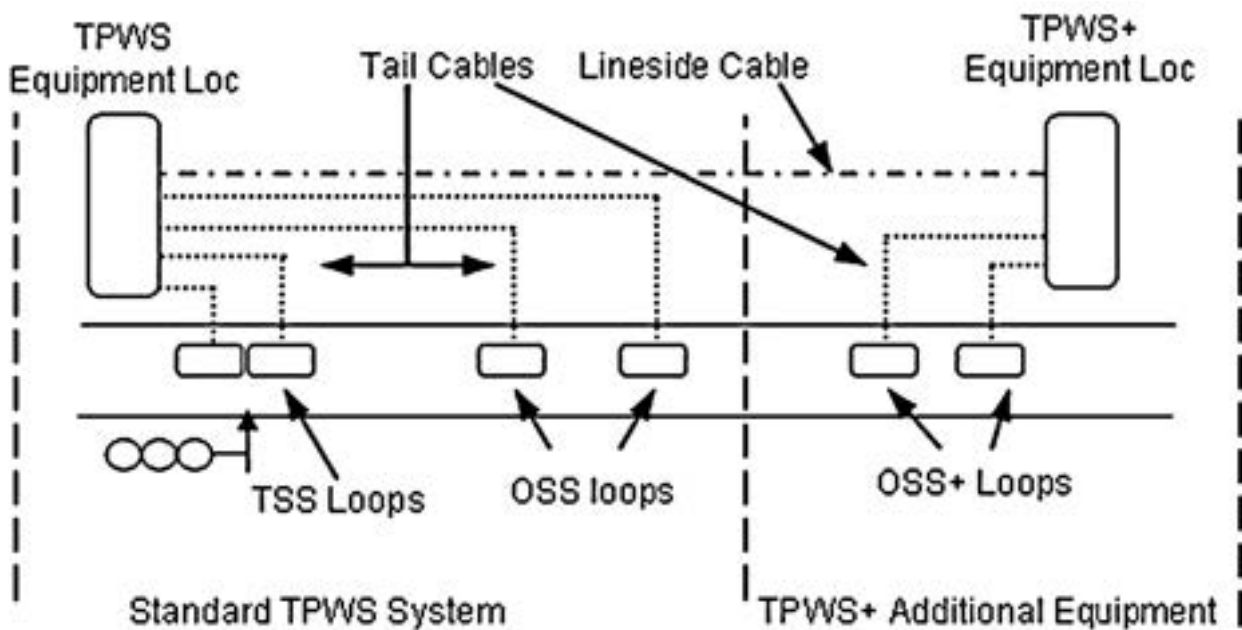 TPWS
Equipment Loc
Tail Cables
Lineside Cable
TPWS+
Equipment Loc
TSS Loops
OSS loops
OSS+ Loops
Standard TPWS System
TPWS+ Additional Equipment